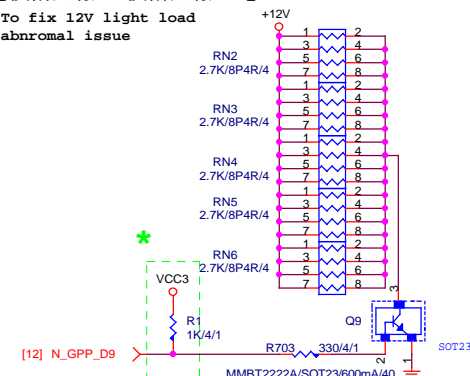 To fix 12V light load
abnromal issue
+12V
1 2
3 4
RN2
5 6
2.7K/8P4R/4
7 8
1 2
3 4
RN3
5 6
2.7K/8P4R/4
7 8
1 2
3 4
RN4
5 6
2.7K/8P4R/4
7 8
1 2
3 4
RN5
5 6
2.7K/8P4R/4
7 8
1 2
3 4
RN6
5 6
2.7K/8P4R/4
7 8
*
VCC3
3
R1
1K/4/1
Q9
SOT23
R703 330/4/1
[12] N_GPP_D9
2 1
MMBT2222A/SOT23/600mA/40